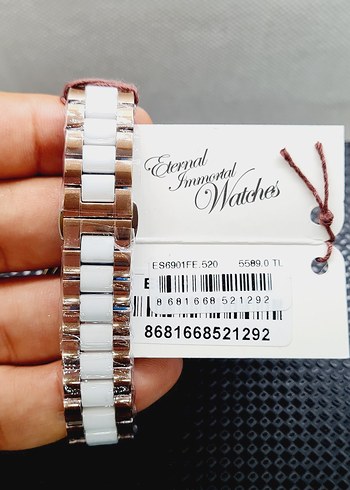 Eternal
Immortal
Watches
ES6901FE.520 5589.0 TL
E
8 681668 521292
8681668521292